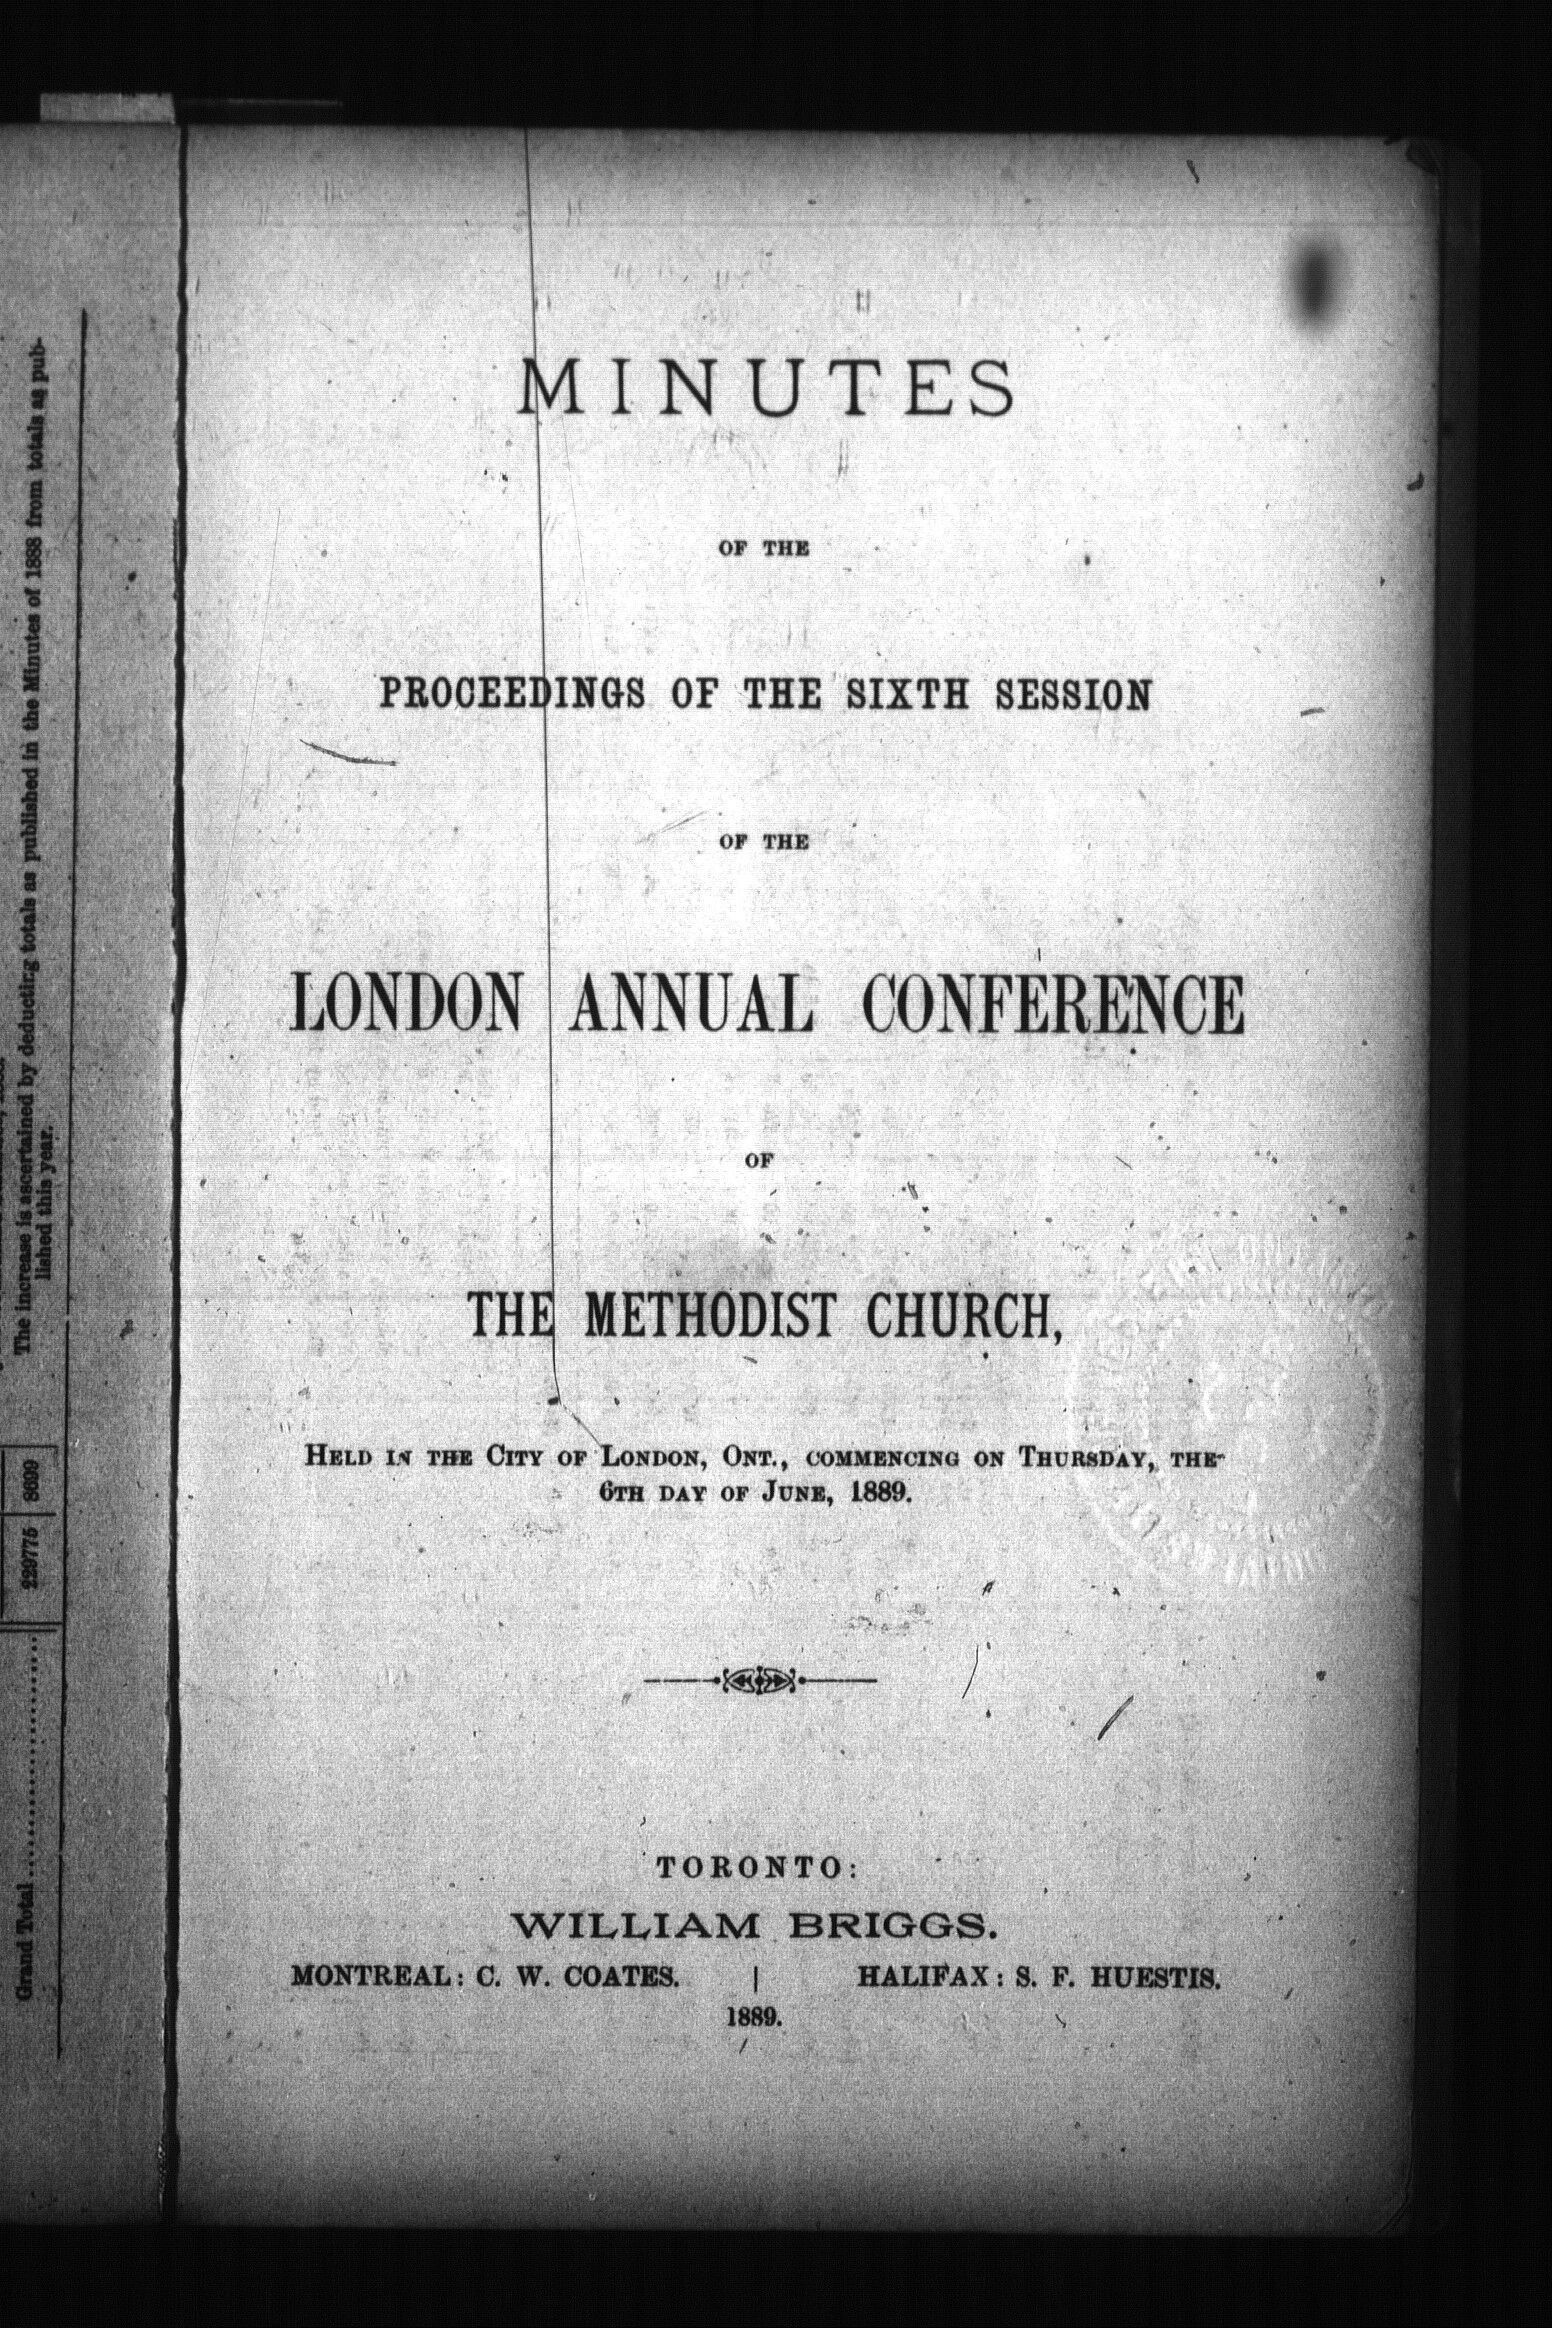 The increase is ascertained by deducting totals as published in the Minutes of 1888 from totals as pub-
lished this year.
Grand Total .................... 229775 8699
MINUTES
OF THE
PROCEEDINGS OF THE SIXTH SESSION
OF THE
LONDON ANNUAL CONFERENCE
OF
THE METHODIST CHURCH,
HELD IN THE CITY OF LONDON, ONT., COMMENCING ON THURSDAY, THE
6TH DAY OF JUNE, 1889.
TORONTO:
WILLIAM BRIGGS.
MONTREAL: C. W. COATES. | HALIFAX: S. F. HUESTIS.
1889.